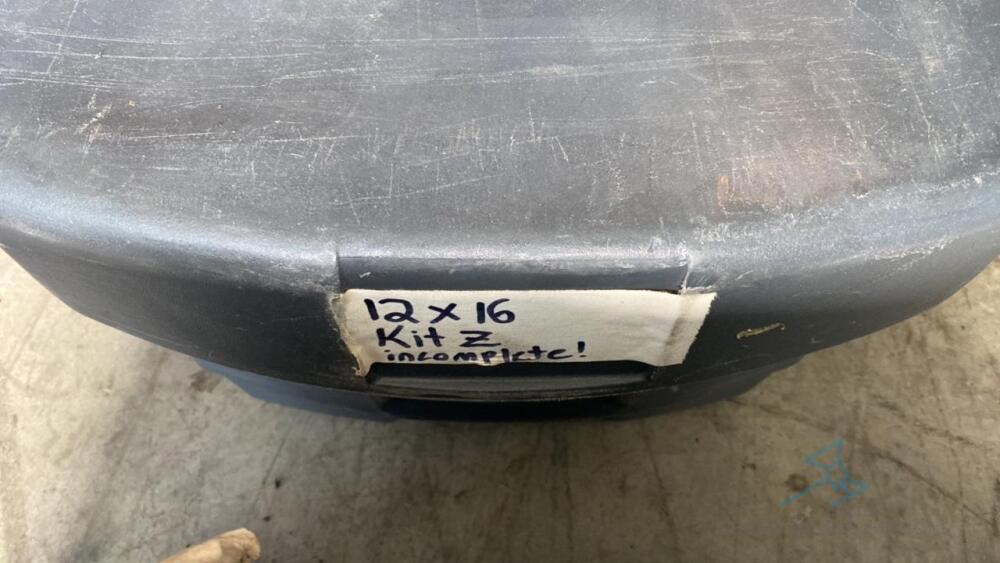 12 x 16
Kit Z
incomplete!